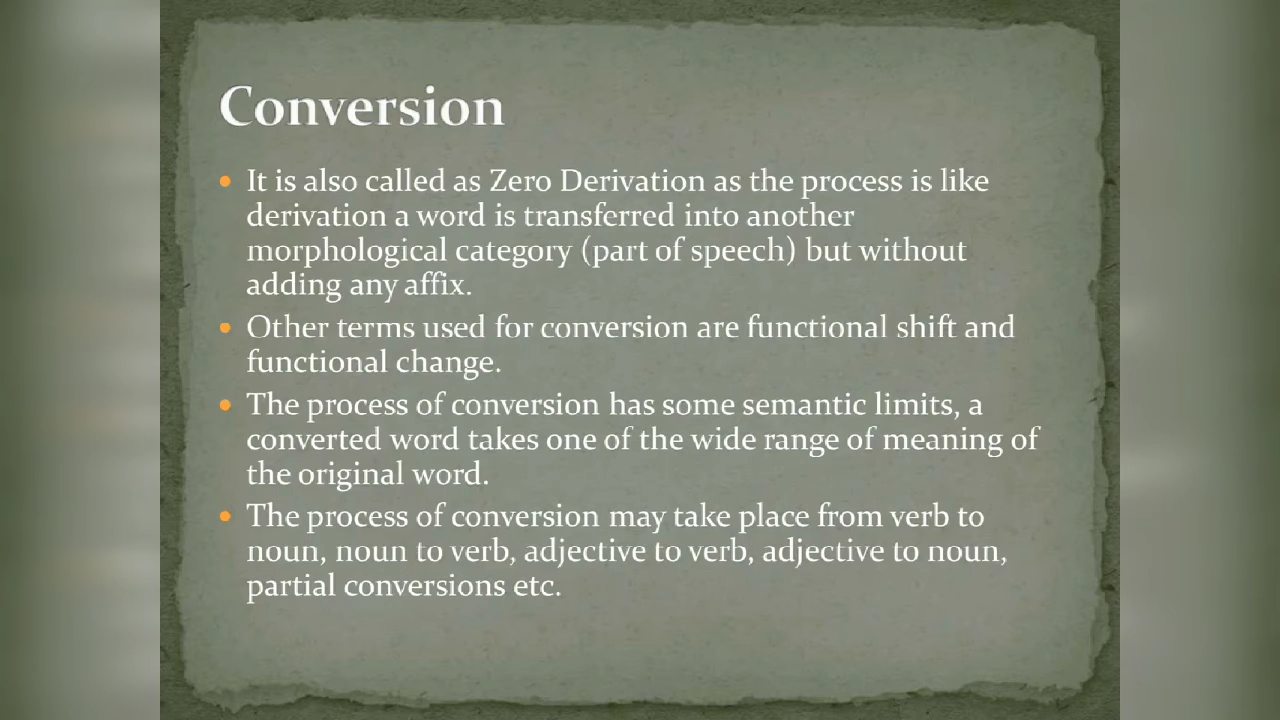 Conversion
• It is also called as Zero Derivation as the process is like
derivation a word is transferred into another
morphological category (part of speech) but without
adding any affix.
• Other terms used for conversion are functional shift and
functional change.
• The process of conversion has some semantic limits, a
converted word takes one of the wide range of meaning of
the original word.
• The process of conversion may take place from verb to
noun, noun to verb, adjective to verb, adjective to noun,
partial conversions etc.